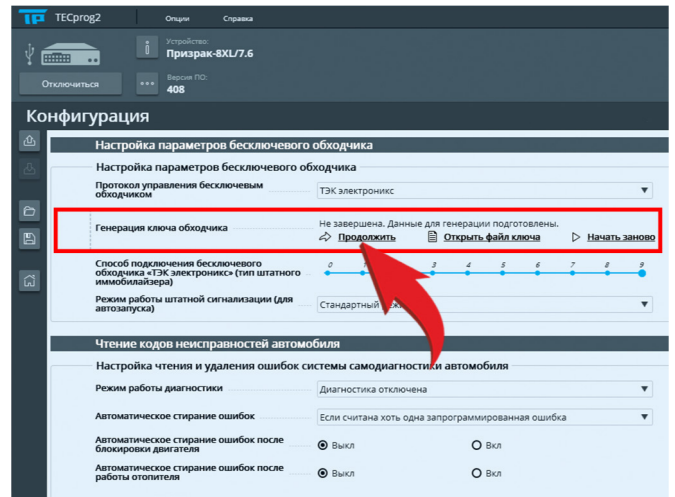 TECprog2
Опции
Справка
Устройство:
Призрак-8XL/7.6
Отключиться
Версия ПО:
408
Конфигурация
Настройка параметров бесключевого обходчика
Настройка параметров бесключевого обходчика
Протокол управления бесключевым
обходчиком
ТЭК электроникс
Генерация ключа обходчика
Не завершена. Данные для генерации подготовлены.
Продолжить
Открыть файл ключа
Начать заново
Способ подключения бесключевого
обходчика «ТЭК электроникс» (тип штатного
иммобилайзера)
0 3 4 5 6 7 8 9
Режим работы штатной сигнализации (для
автозапуска)
Стандартный
Чтение кодов неисправностей автомобиля
Настройка чтения и удаления ошибок системы самодиагностики автомобиля
Режим работы диагностики
Диагностика отключена
Автоматическое стирание ошибок
Если считана хоть одна запрограммированная ошибка
Автоматическое стирание ошибок после
блокировки двигателя
Выкл
Вкл
Автоматическое стирание ошибок после
работы отопителя
Выкл
Вкл